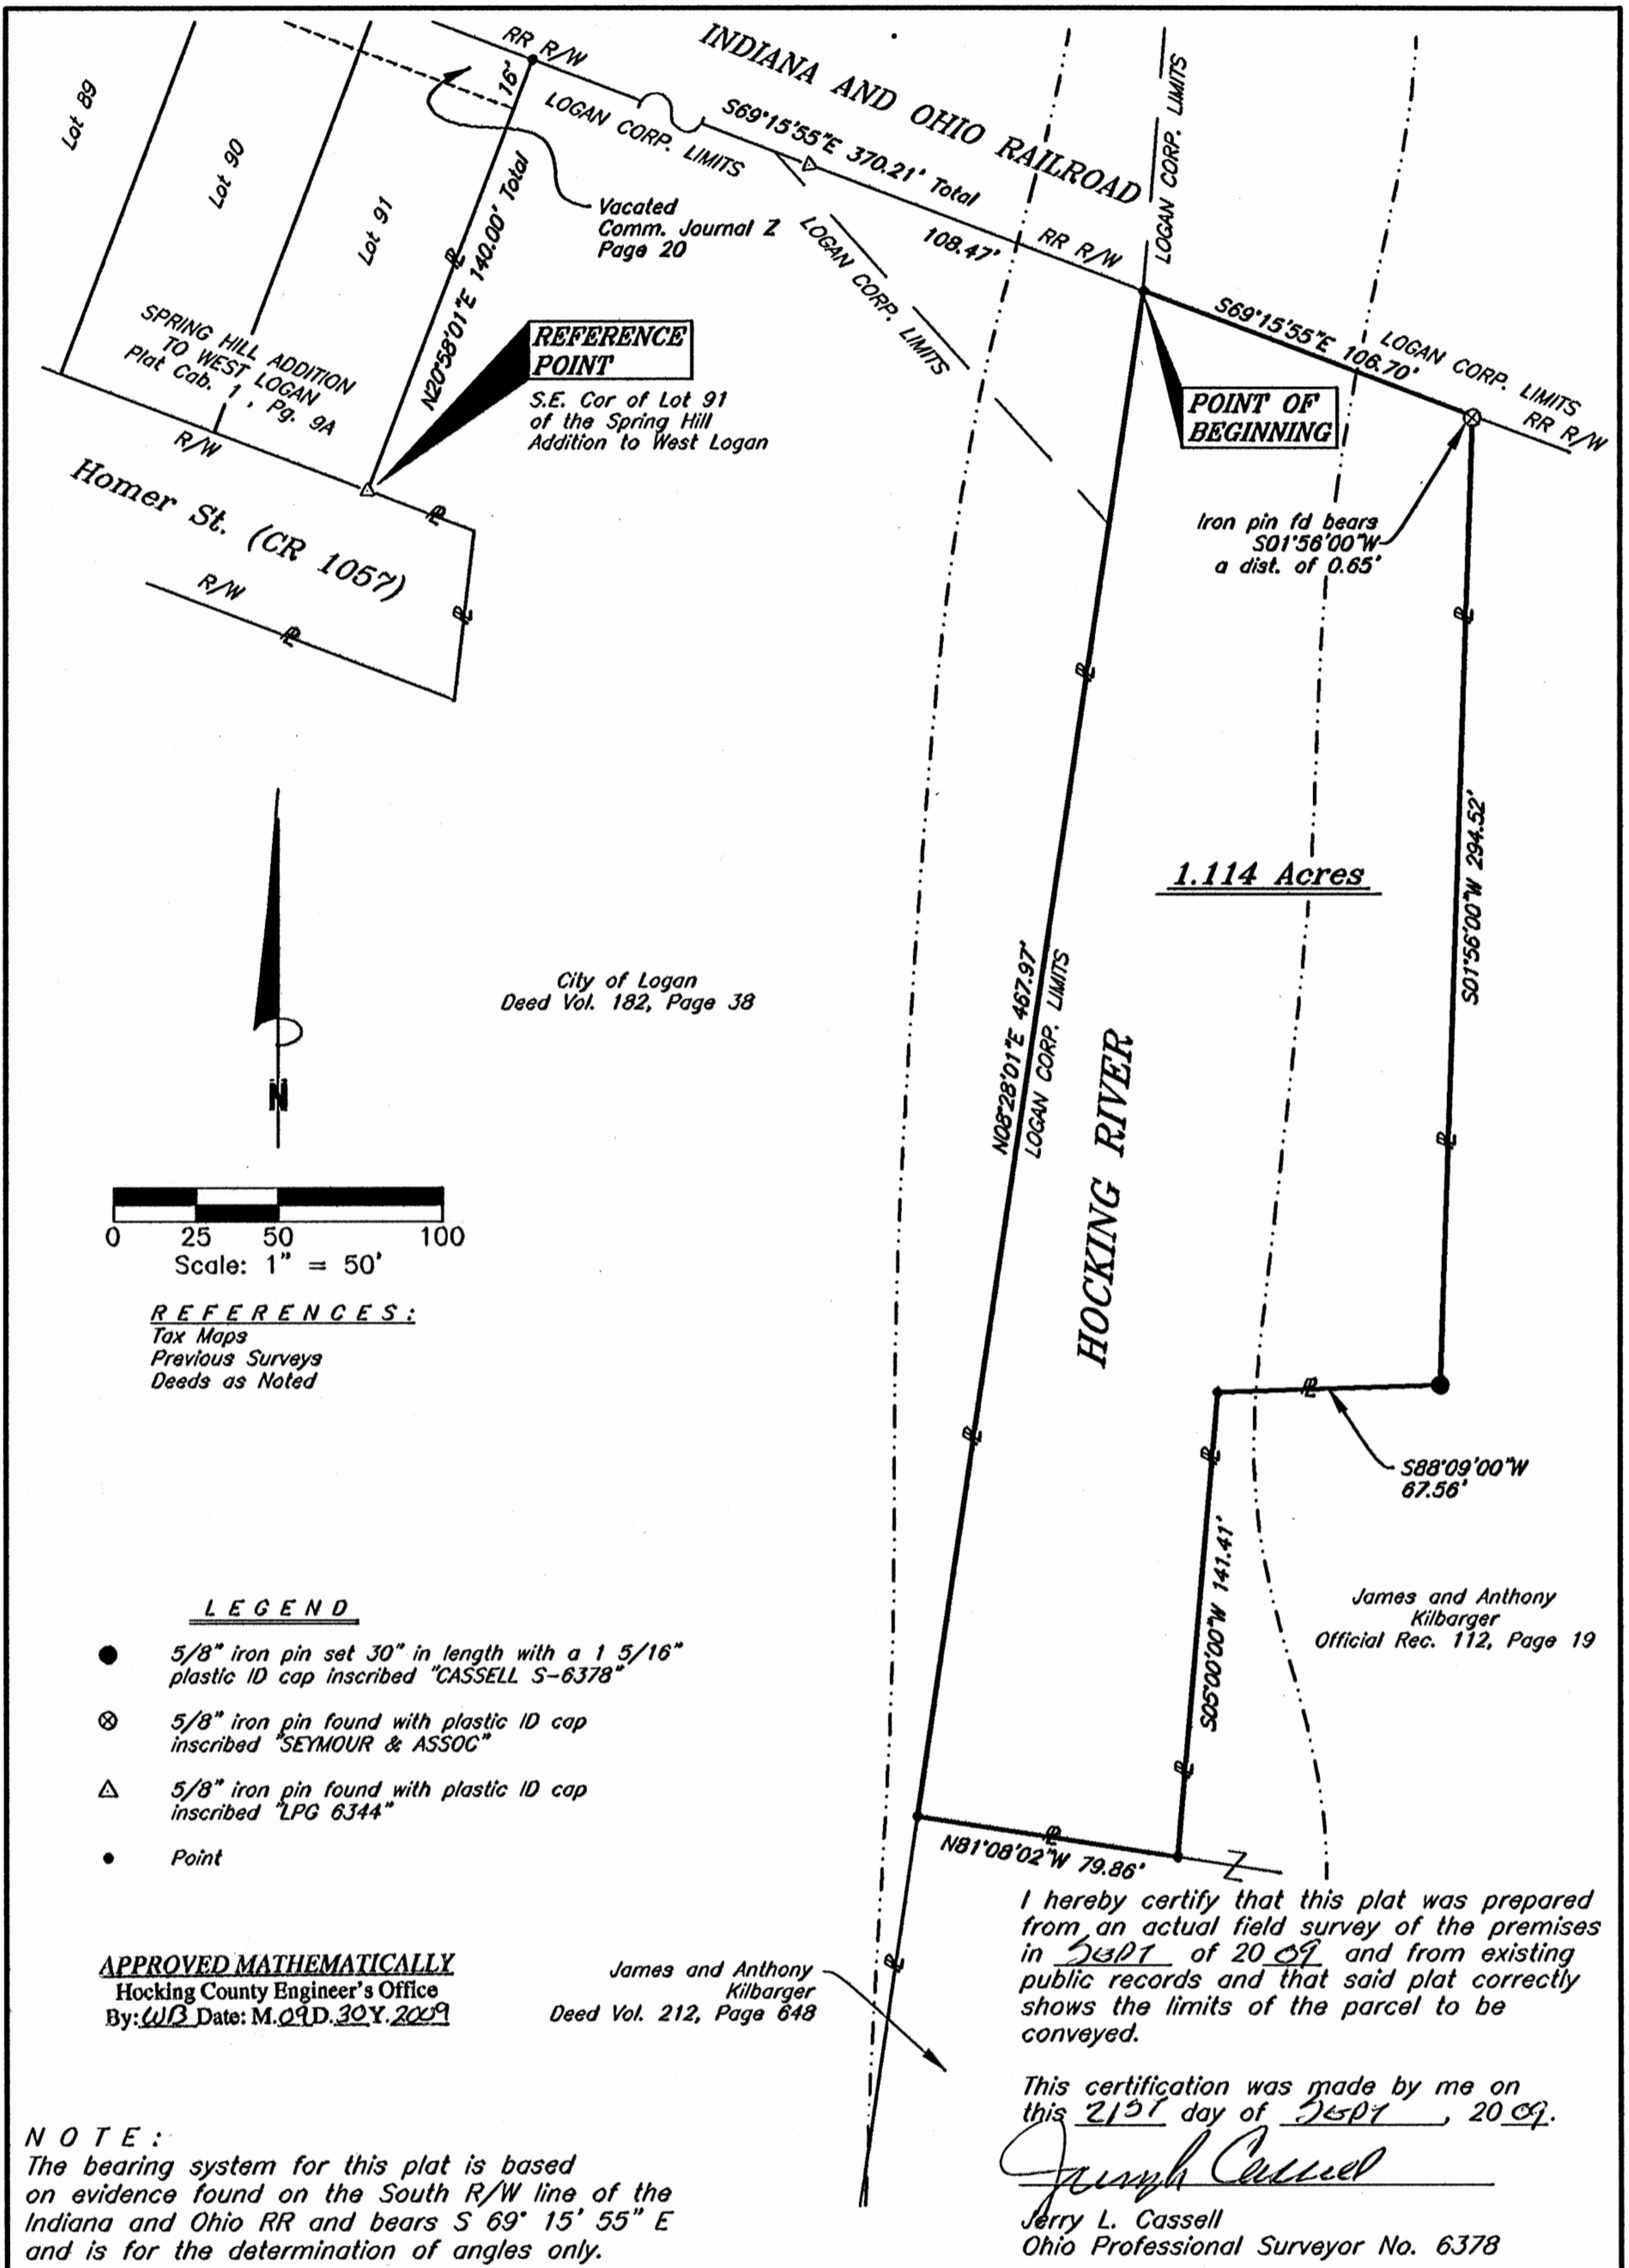 INDIANA AND OHIO RAILROAD
RR R/W
16'
LOGAN CORP. LIMITS
S69°15'55"E 370.21' Total
108.47'
RR R/W
LOGAN CORP. LIMITS
LOGAN CORP. LIMITS
S69°15'55"E 106.70'
LOGAN CORP. LIMITS
RR R/W
Lot 89
Lot 90
Lot 91
N20°58'01"E 140.00' Total
Vacated
Comm. Journal Z
Page 20
SPRING HILL ADDITION
TO WEST LOGAN
Plat Cab. 1, Pg. 9A
REFERENCE
POINT
S.E. Cor of Lot 91
of the Spring Hill
Addition to West Logan
POINT OF
BEGINNING
R/W
Homer St. (CR 1057)
R/W
Iron pin fd bears
S01°56'00"W
a dist. of 0.65'
S01°56'00"W 294.52'
1.114 Acres
City of Logan
Deed Vol. 182, Page 38
N08°28'01"E 467.97'
LOGAN CORP. LIMITS
HOCKING RIVER
N
0 25 50 100
Scale: 1" = 50'
REFERENCES:
Tax Maps
Previous Surveys
Deeds as Noted
S88°09'00"W
67.56'
S05°00'00"W 141.41'
James and Anthony
Kilbarger
Official Rec. 112, Page 19
LEGEND
5/8" iron pin set 30" in length with a 1 5/16"
plastic ID cap inscribed "CASSELL S-6378"
5/8" iron pin found with plastic ID cap
inscribed "SEYMOUR & ASSOC"
5/8" iron pin found with plastic ID cap
inscribed "LPG 6344"
Point
N81°08'02"W 79.86'
APPROVED MATHEMATICALLY
Hocking County Engineer's Office
By: WB Date: M.09D.30Y.2009
James and Anthony
Kilbarger
Deed Vol. 212, Page 648
I hereby certify that this plat was prepared
from an actual field survey of the premises
in SEPT of 2009 and from existing
public records and that said plat correctly
shows the limits of the parcel to be
conveyed.
This certification was made by me on
this 21ST day of SEPT, 2009.
Jerry L. Cassell
Ohio Professional Surveyor No. 6378
NOTE:
The bearing system for this plat is based
on evidence found on the South R/W line of the
Indiana and Ohio RR and bears S 69° 15' 55" E
and is for the determination of angles only.